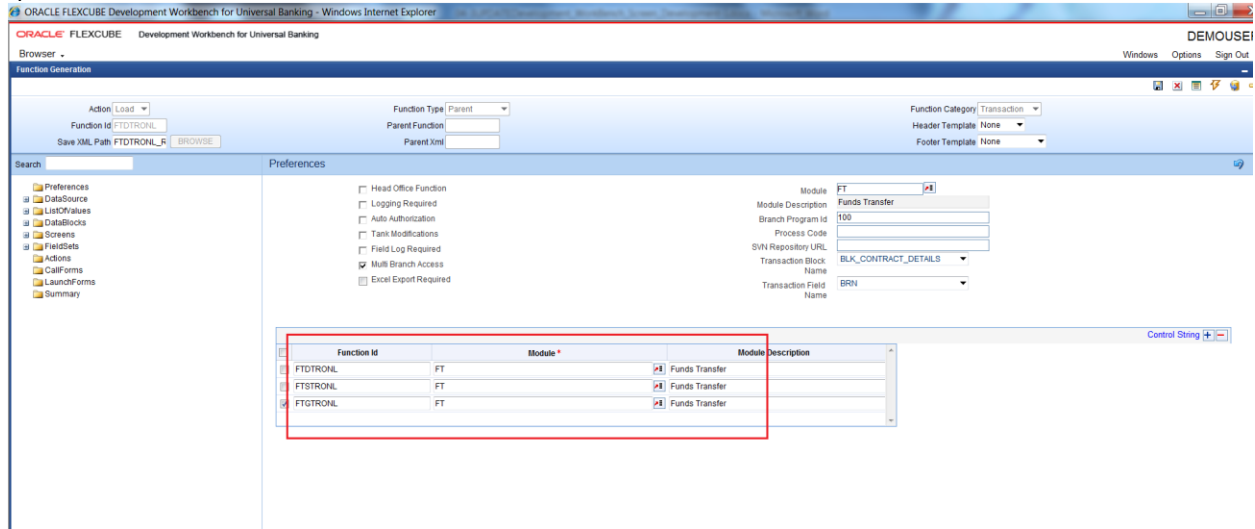 ORACLE FLEXCUBE Development Workbench for Universal Banking - Windows Internet Explorer
ORACLE FLEXCUBE Development Workbench for Universal Banking
DEMOUSER
Browser
Windows Options Sign Out
Function Generation
Action Load Function Type Parent Function Category Transaction
Function Id FTDTRONL Parent Function Header Template None
Save XML Path FTDTRONL_R BROWSE Parent Xml Footer Template None
Search Preferences
Preferences
DataSource
ListOfValues
DataBlocks
Screens
FieldSets
Actions
CallForms
LaunchForms
Summary
Head Office Function
Logging Required
Auto Authorization
Tank Modifications
Field Log Required
Multi Branch Access
Excel Export Required
Module FT
Module Description Funds Transfer
Branch Program Id 100
Process Code
SVN Repository URL
Transaction Block Name BLK_CONTRACT_DETAILS
Transaction Field Name BRN
Control String
Function Id Module * Module Description
FTDTRONL FT Funds Transfer
FTSTRONL FT Funds Transfer
FTGTRONL FT Funds Transfer